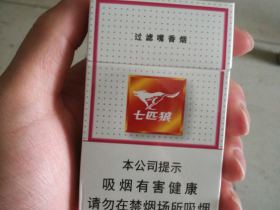 过滤嘴香烟
七匹狼
本公司提示
吸烟有害健康
请勿在禁烟场所吸烟